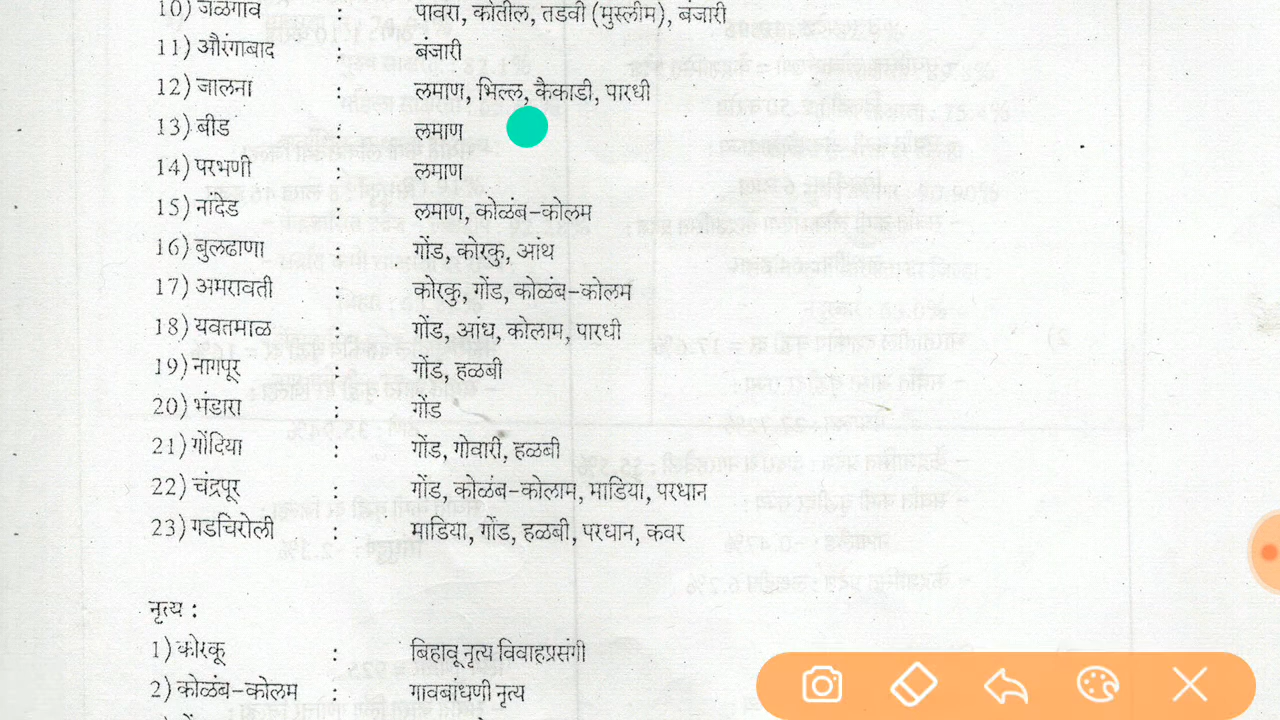 10) जळगाव : पावरा, कोतील, तडवी (मुस्लीम), बंजारी
11) औरंगाबाद : बंजारी
12) जालना : लमाण, भिल्ल, कैकाडी, पारधी
13) बीड : लमाण
14) परभणी : लमाण
15) नांदेड : लमाण, कोळंब-कोलम
16) बुलढाणा : गोंड, कोरकु, आंध
17) अमरावती : कोरकु, गोंड, कोळंब-कोलम
18) यवतमाळ : गोंड, आंध, कोलाम, पारधी
19) नागपूर : गोंड, हळबी
20) भंडारा : गोंड
21) गोंदिया : गोंड, गोवारी, हळबी
22) चंद्रपूर : गोंड, कोळंब-कोलाम, माडिया, परधान
23) गडचिरोली : माडिया, गोंड, हळबी, परधान, कवर
नृत्य :
1) कोरकू : बिहावू नृत्य विवाहप्रसंगी
2) कोळंब-कोलम : गावबांधणी नृत्य